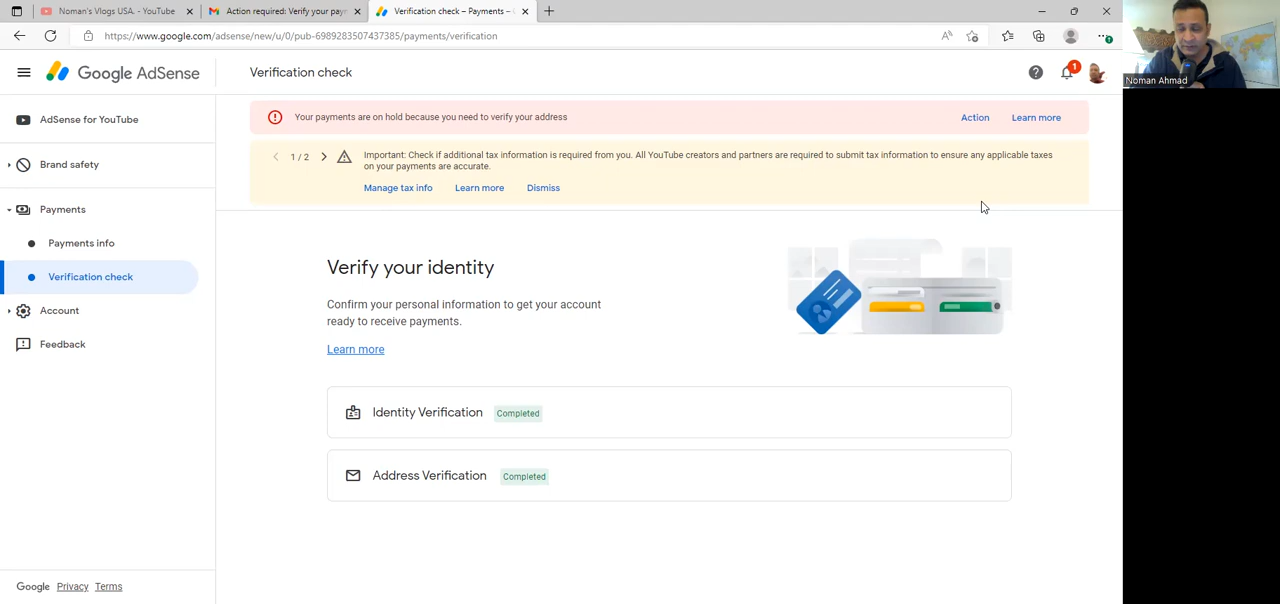 Noman's Vlogs USA. - YouTube
Action required: Verify your paym
Verification check – Payments –
https://www.google.com/adsense/new/u/0/pub-6989283507437385/payments/verification
Noman Ahmad
Google AdSense
Verification check
1
AdSense for YouTube
Brand safety
Payments
Payments info
Verification check
Account
Feedback
Your payments are on hold because you need to verify your address
Action
Learn more
1 / 2
Important: Check if additional tax information is required from you. All YouTube creators and partners are required to submit tax information to ensure any applicable taxes
on your payments are accurate.
Manage tax info
Learn more
Dismiss
Verify your identity
Confirm your personal information to get your account
ready to receive payments.
Learn more
Identity Verification
Completed
Address Verification
Completed
Google
Privacy
Terms